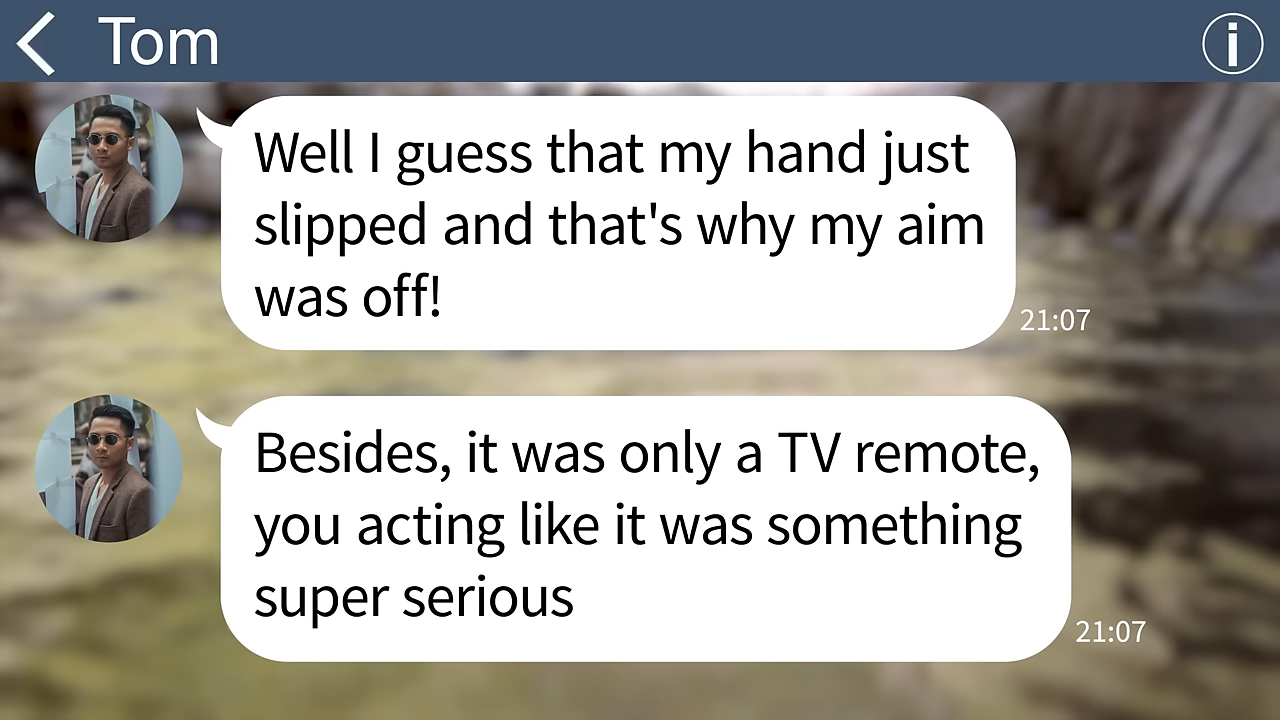 Tom
Well I guess that my hand just
slipped and that's why my aim
was off!
21:07
Besides, it was only a TV remote,
you acting like it was something
super serious
21:07